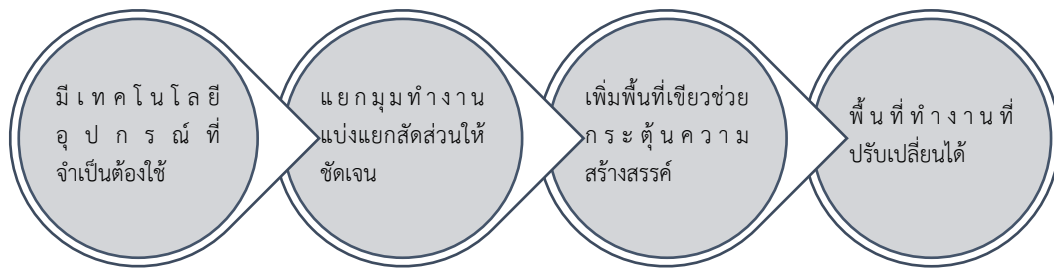 มีเทคโนโลยี
อุปกรณ์ที่
จำเป็นต้องใช้
แยกมุมทำงาน
แบ่งแยกสัดส่วนให้
ชัดเจน
เพิ่มพื้นที่เขียวช่วย
กระตุ้นความ
สร้างสรรค์
พื้นที่ทำงานที่
ปรับเปลี่ยนได้